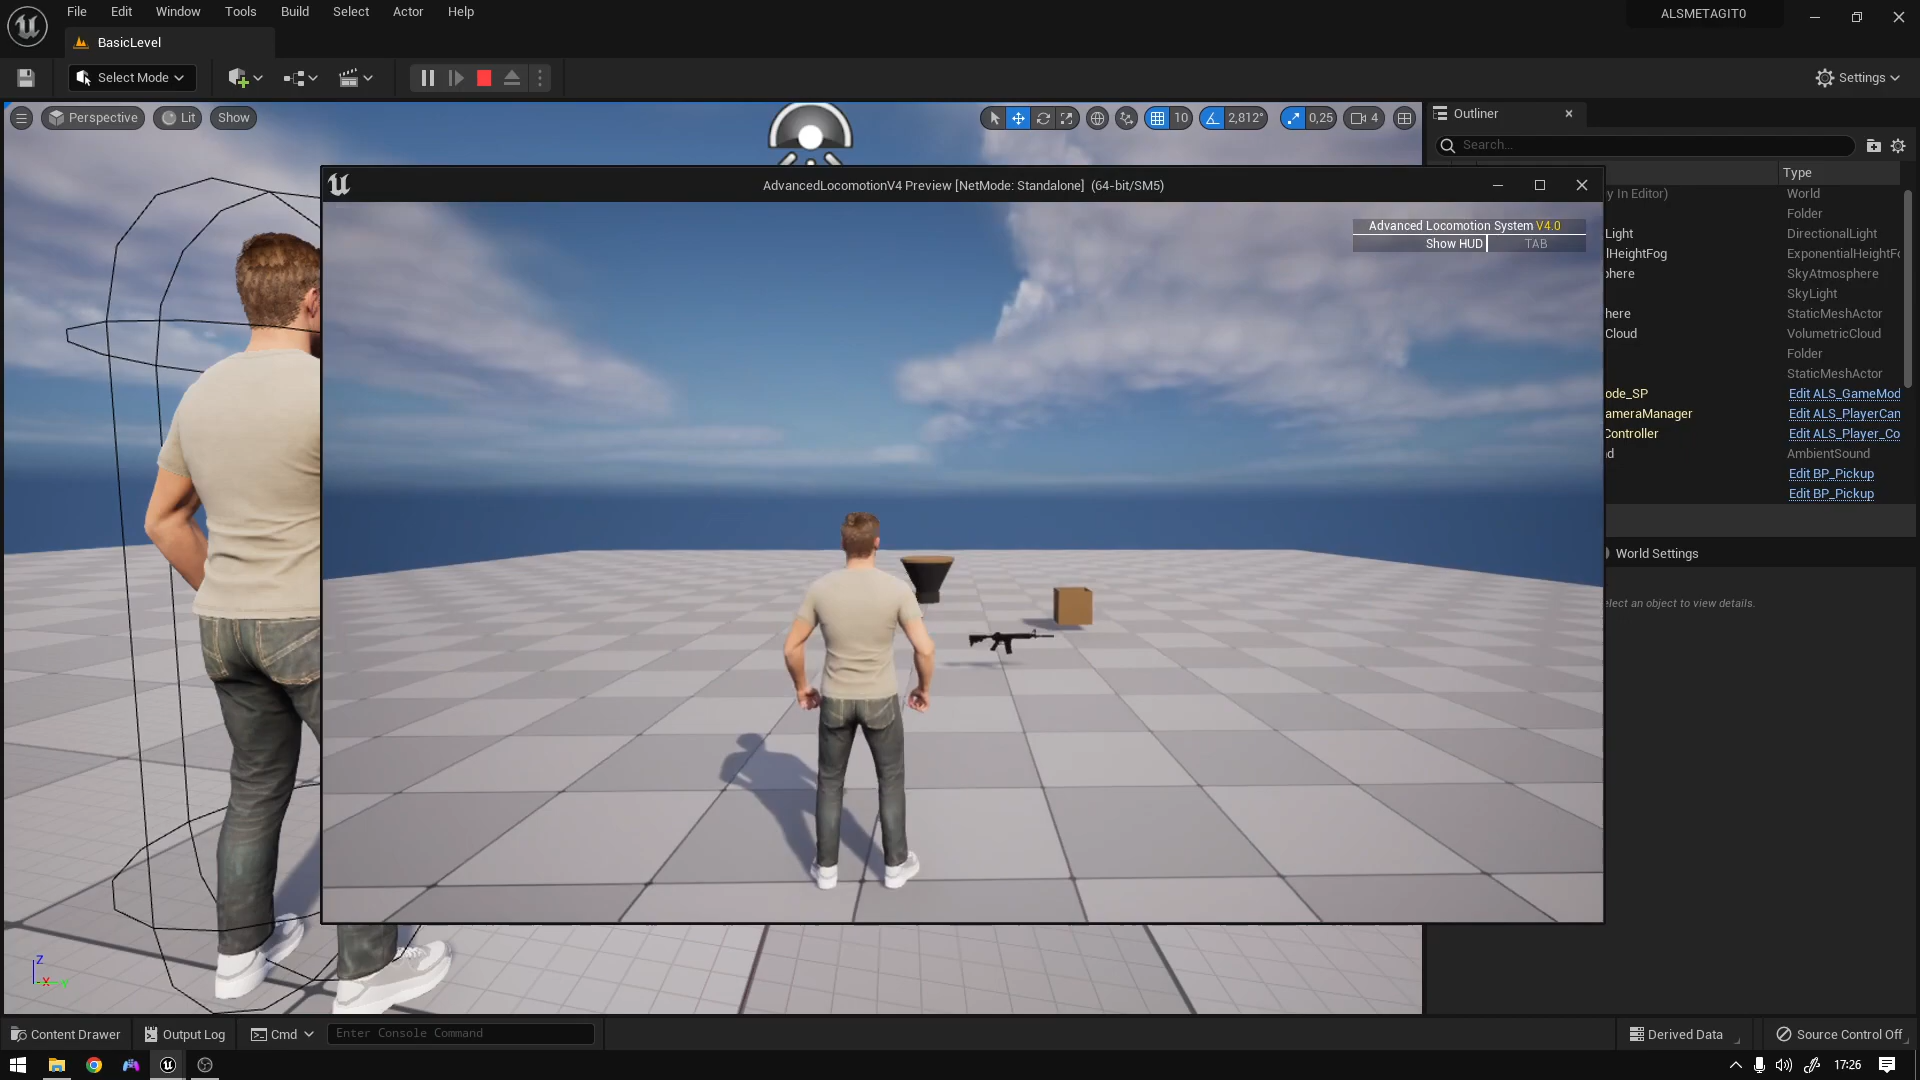 File Edit Window Tools Build Select Actor Help
ALSMETAGIT0
BasicLevel
Select Mode
Settings
Perspective
Lit
Show
10
2,812°
0,25
4
Outliner
Search...
Type
AdvancedLocomotionV4 Preview [NetMode: Standalone] (64-bit/SM5)
Advanced Locomotion System V4.0
Show HUD TAB
y In Editor) World
Folder
Light DirectionalLight
lHeightFog ExponentialHeightFo
phere SkyAtmosphere
SkyLight
here StaticMeshActor
Cloud VolumetricCloud
Folder
StaticMeshActor
ode_SP Edit ALS_GameMod
ameraManager Edit ALS_PlayerCan
Controller Edit ALS_Player_Co
nd AmbientSound
Edit BP_Pickup
Edit BP_Pickup
World Settings
elect an object to view details.
Z
X
Y
Content Drawer
Output Log
Cmd
Enter Console Command
Derived Data
Source Control Off
17:26